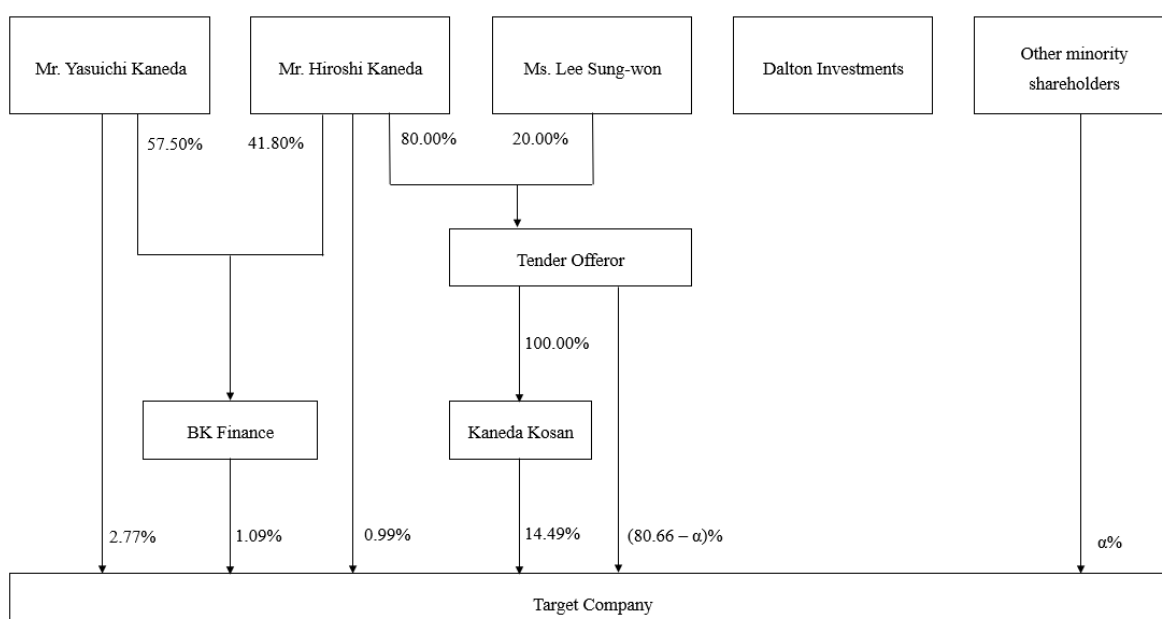 Mr. Yasuichi Kaneda
Mr. Hiroshi Kaneda
Ms. Lee Sung-won
Dalton Investments
Other minority
shareholders
57.50%
41.80%
80.00%
20.00%
Tender Offeror
100.00%
BK Finance
Kaneda Kosan
2.77%
1.09%
0.99%
14.49%
(80.66 – α)%
α%
Target Company